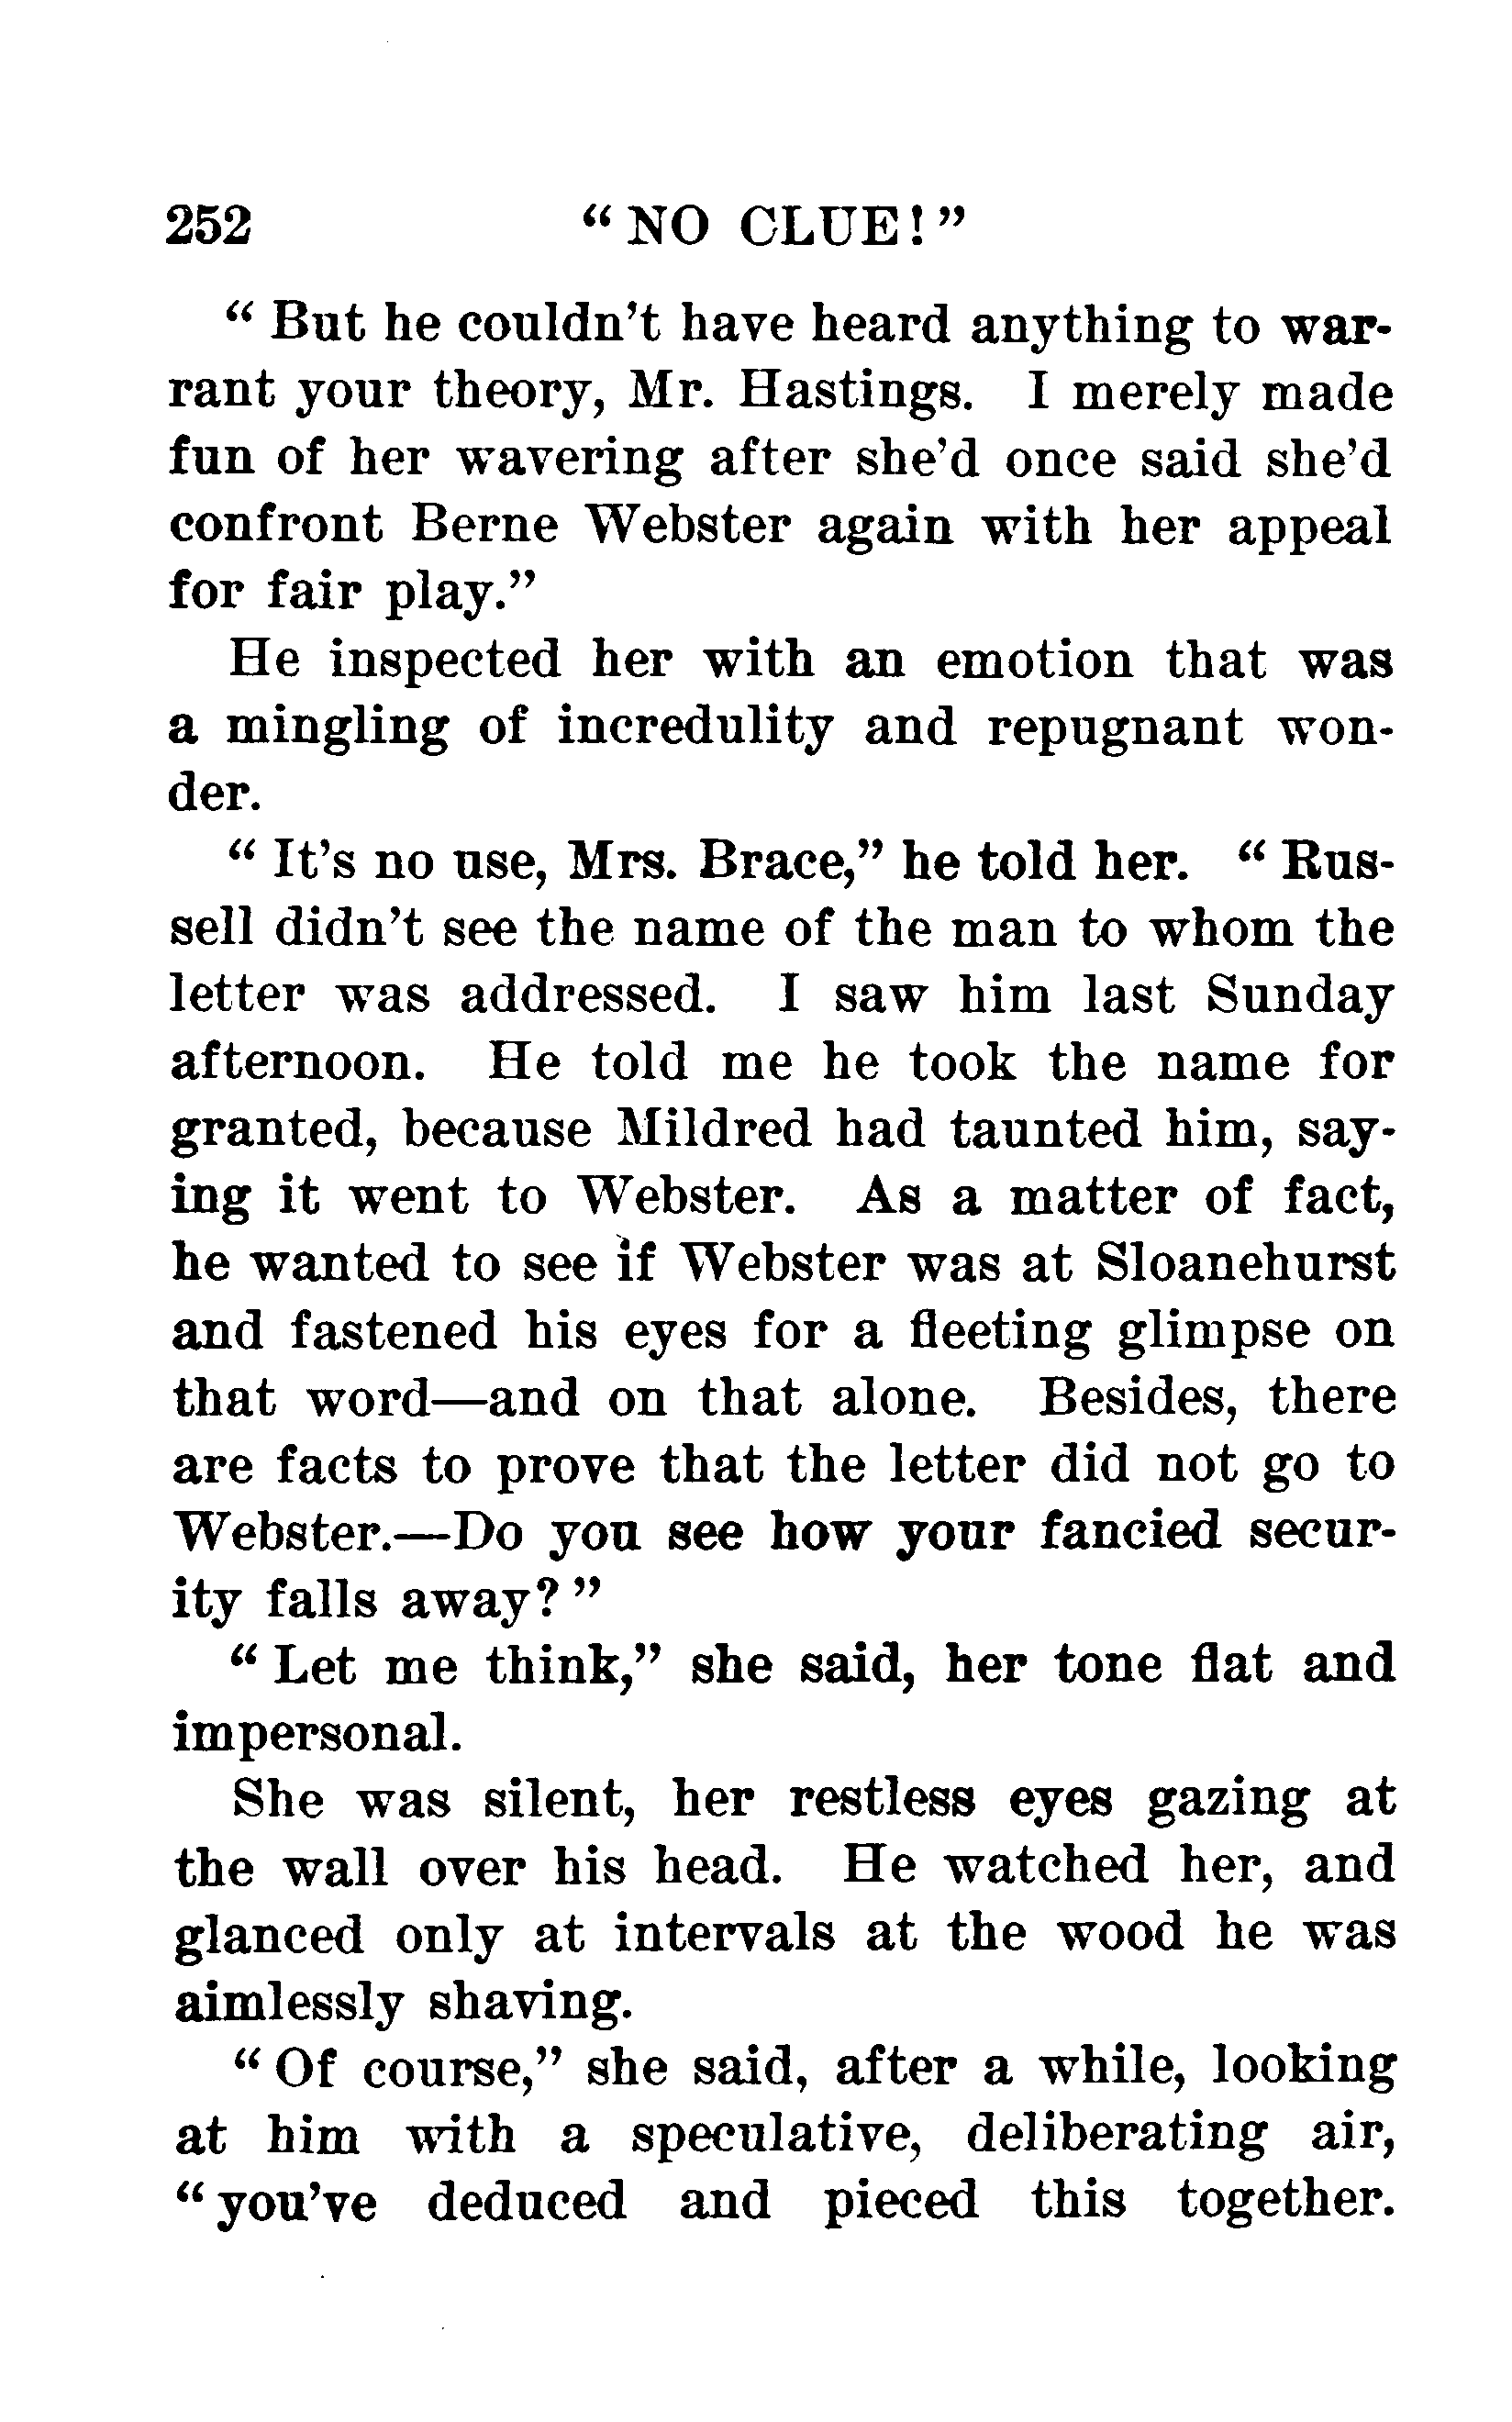 252 “ NO CLUE! ”
“ But he couldn’t have heard anything to war-
rant your theory, Mr. Hastings. I merely made
fun of her wavering after she’d once said she’d
confront Berne Webster again with her appeal
for fair play.”
He inspected her with an emotion that was
a mingling of incredulity and repugnant won-
der.
“ It’s no use, Mrs. Brace,” he told her. “ Rus-
sell didn’t see the name of the man to whom the
letter was addressed. I saw him last Sunday
afternoon. He told me he took the name for
granted, because Mildred had taunted him, say-
ing it went to Webster. As a matter of fact,
he wanted to see if Webster was at Sloanehurst
and fastened his eyes for a fleeting glimpse on
that word—and on that alone. Besides, there
are facts to prove that the letter did not go to
Webster.—Do you see how your fancied secur-
ity falls away? ”
“ Let me think,” she said, her tone flat and
impersonal.
She was silent, her restless eyes gazing at
the wall over his head. He watched her, and
glanced only at intervals at the wood he was
aimlessly shaving.
“ Of course,” she said, after a while, looking
at him with a speculative, deliberating air,
“ you’ve deduced and pieced this together.